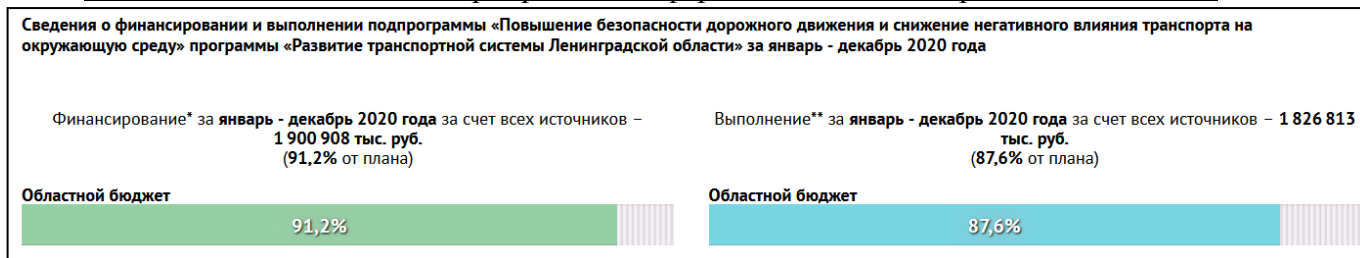 Сведения о финансировании и выполнении подпрограммы «Повышение безопасности дорожного движения и снижение негативного влияния транспорта на
окружающую среду» программы «Развитие транспортной системы Ленинградской области» за январь - декабрь 2020 года
Финансирование* за январь - декабрь 2020 года за счет всех источников –
1 900 908 тыс. руб.
(91,2% от плана)
Выполнение** за январь - декабрь 2020 года за счет всех источников – 1 826 813
тыс. руб.
(87,6% от плана)
Областной бюджет
91,2%
Областной бюджет
87,6%